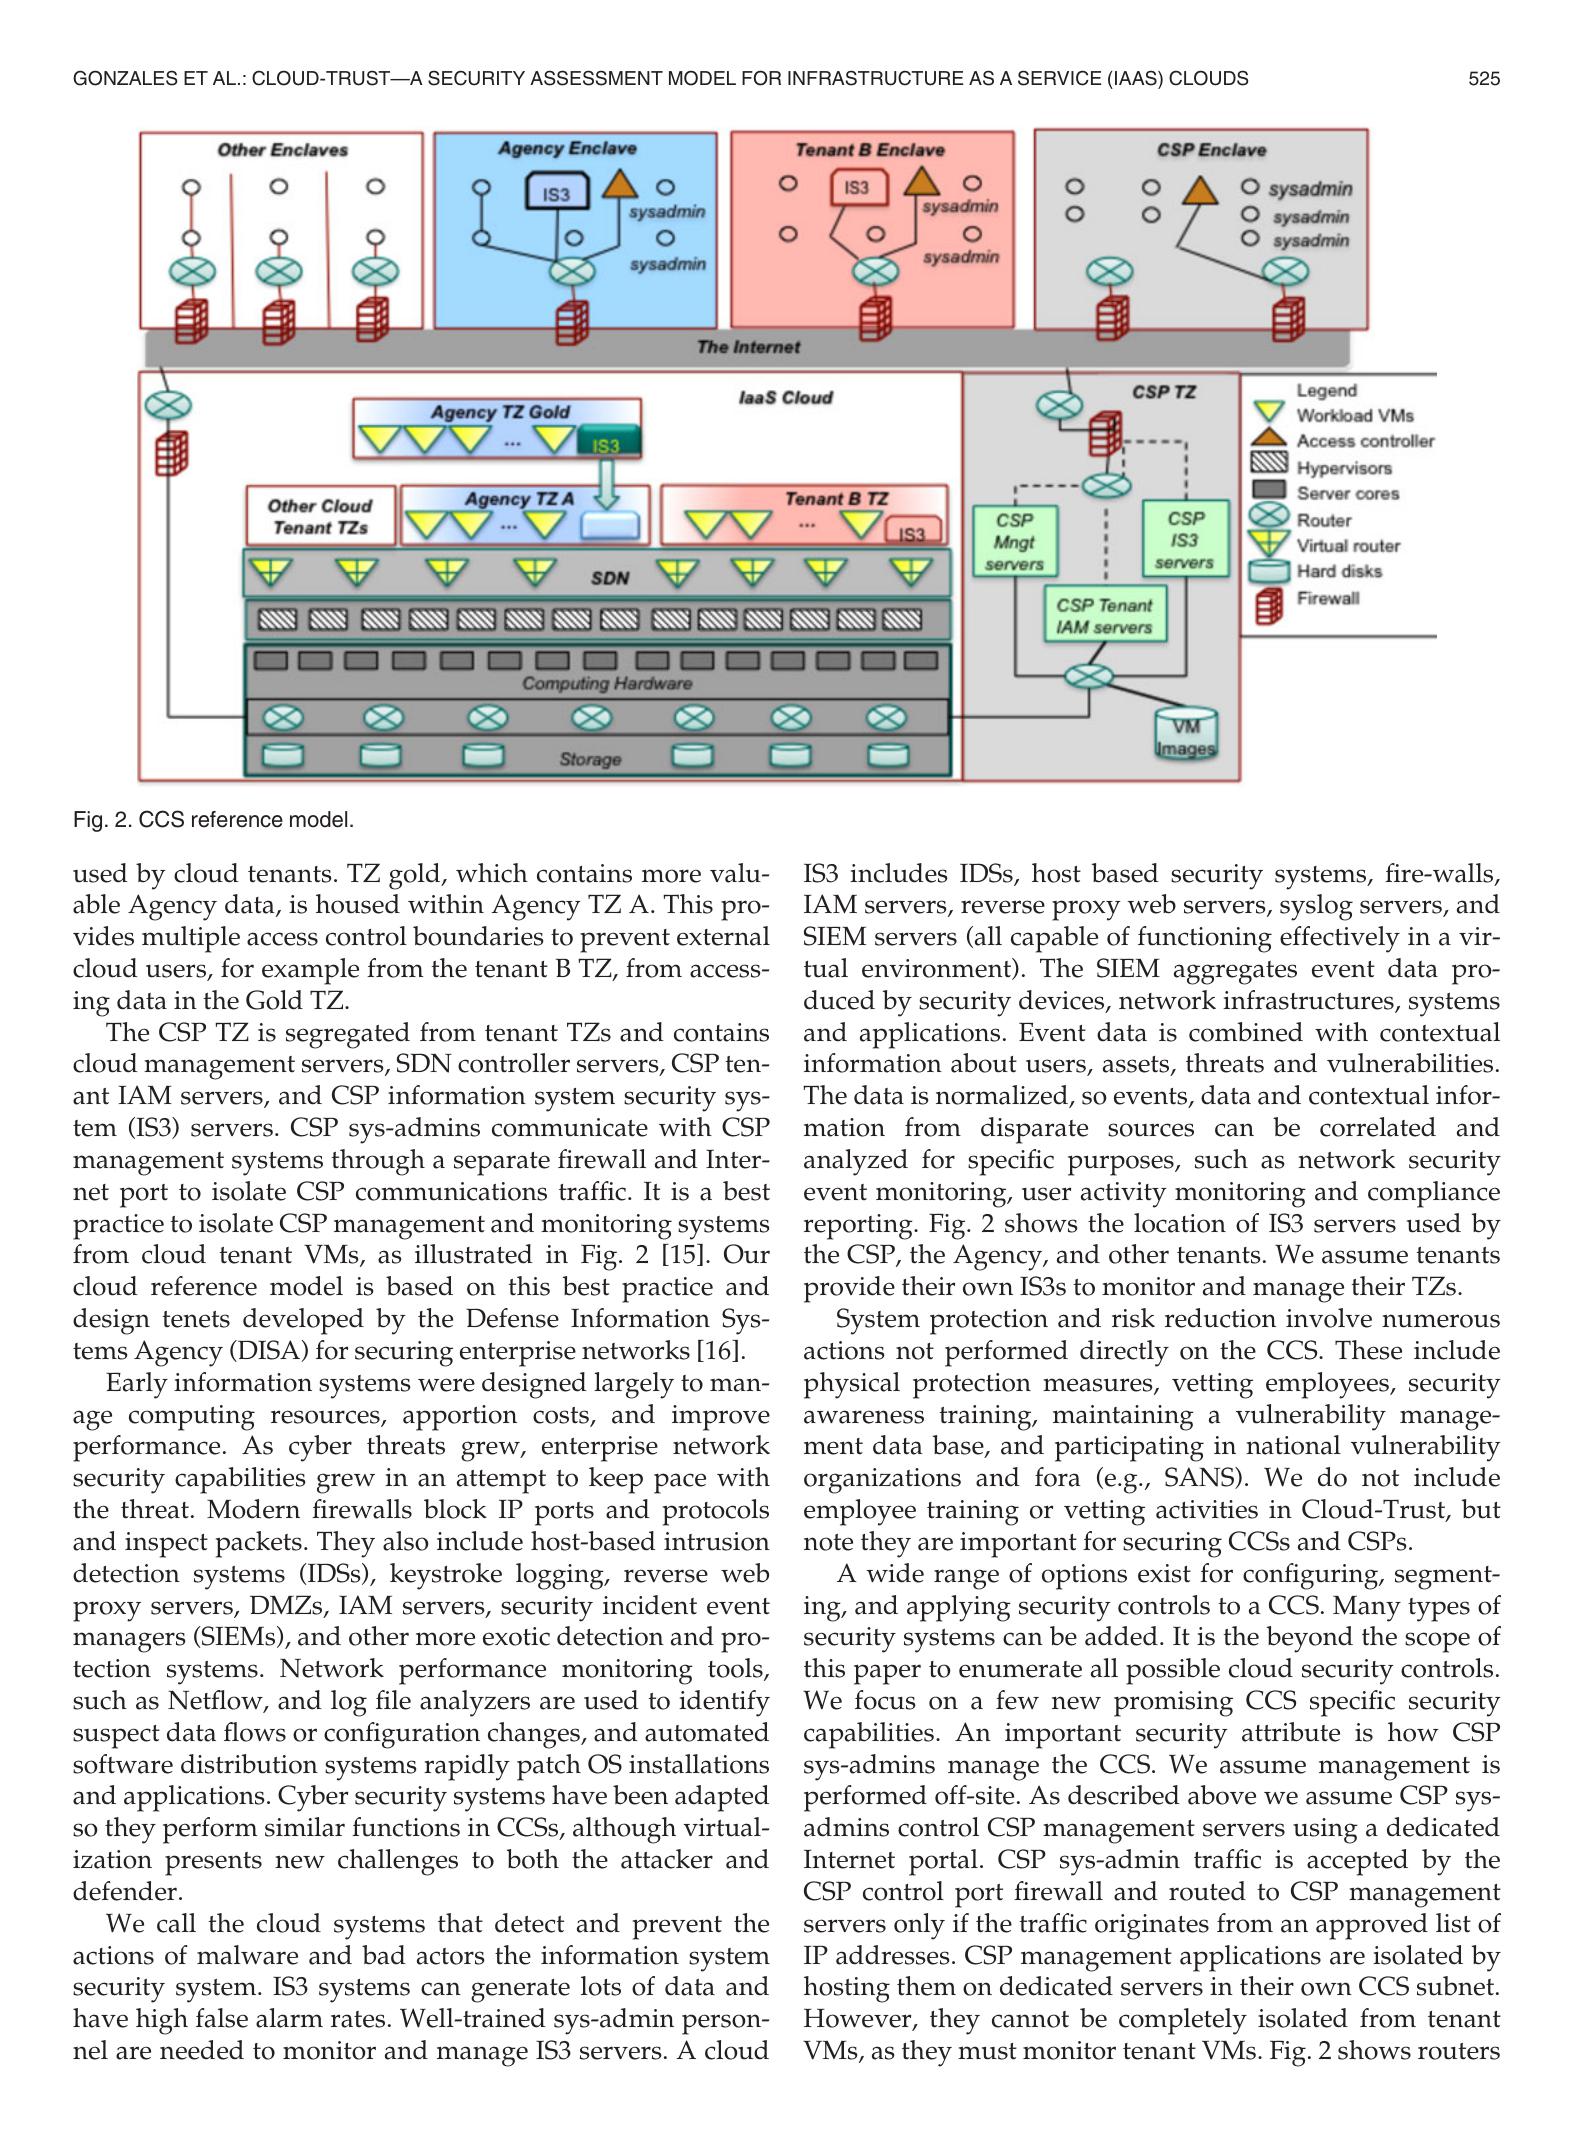 GONZALES ET AL.: CLOUD-TRUST—A SECURITY ASSESSMENT MODEL FOR INFRASTRUCTURE AS A SERVICE (IAAS) CLOUDS 525
Other Enclaves
Agency Enclave
IS3
sysadmin
sysadmin
Tenant B Enclave
IS3
sysadmin
sysadmin
CSP Enclave
sysadmin
sysadmin
sysadmin
The Internet
IaaS Cloud
Agency TZ Gold
...
IS3
Other Cloud
Tenant TZs
Agency TZ A
...
Tenant B TZ
...
IS3
SDN
Computing Hardware
Storage
CSP TZ
CSP
Mngt
servers
CSP
IS3
servers
CSP Tenant
IAM servers
VM
Images
Legend
Workload VMs
Access controller
Hypervisors
Server cores
Router
Virtual router
Hard disks
Firewall
Fig. 2. CCS reference model.
used by cloud tenants. TZ gold, which contains more valu-
able Agency data, is housed within Agency TZ A. This pro-
vides multiple access control boundaries to prevent external
cloud users, for example from the tenant B TZ, from access-
ing data in the Gold TZ.
The CSP TZ is segregated from tenant TZs and contains
cloud management servers, SDN controller servers, CSP ten-
ant IAM servers, and CSP information system security sys-
tem (IS3) servers. CSP sys-admins communicate with CSP
management systems through a separate firewall and Inter-
net port to isolate CSP communications traffic. It is a best
practice to isolate CSP management and monitoring systems
from cloud tenant VMs, as illustrated in Fig. 2 [15]. Our
cloud reference model is based on this best practice and
design tenets developed by the Defense Information Sys-
tems Agency (DISA) for securing enterprise networks [16].
Early information systems were designed largely to man-
age computing resources, apportion costs, and improve
performance. As cyber threats grew, enterprise network
security capabilities grew in an attempt to keep pace with
the threat. Modern firewalls block IP ports and protocols
and inspect packets. They also include host-based intrusion
detection systems (IDSs), keystroke logging, reverse web
proxy servers, DMZs, IAM servers, security incident event
managers (SIEMs), and other more exotic detection and pro-
tection systems. Network performance monitoring tools,
such as Netflow, and log file analyzers are used to identify
suspect data flows or configuration changes, and automated
software distribution systems rapidly patch OS installations
and applications. Cyber security systems have been adapted
so they perform similar functions in CCSs, although virtual-
ization presents new challenges to both the attacker and
defender.
We call the cloud systems that detect and prevent the
actions of malware and bad actors the information system
security system. IS3 systems can generate lots of data and
have high false alarm rates. Well-trained sys-admin person-
nel are needed to monitor and manage IS3 servers. A cloud
IS3 includes IDSs, host based security systems, fire-walls,
IAM servers, reverse proxy web servers, syslog servers, and
SIEM servers (all capable of functioning effectively in a vir-
tual environment). The SIEM aggregates event data pro-
duced by security devices, network infrastructures, systems
and applications. Event data is combined with contextual
information about users, assets, threats and vulnerabilities.
The data is normalized, so events, data and contextual infor-
mation from disparate sources can be correlated and
analyzed for specific purposes, such as network security
event monitoring, user activity monitoring and compliance
reporting. Fig. 2 shows the location of IS3 servers used by
the CSP, the Agency, and other tenants. We assume tenants
provide their own IS3s to monitor and manage their TZs.
System protection and risk reduction involve numerous
actions not performed directly on the CCS. These include
physical protection measures, vetting employees, security
awareness training, maintaining a vulnerability manage-
ment data base, and participating in national vulnerability
organizations and fora (e.g., SANS). We do not include
employee training or vetting activities in Cloud-Trust, but
note they are important for securing CCSs and CSPs.
A wide range of options exist for configuring, segment-
ing, and applying security controls to a CCS. Many types of
security systems can be added. It is the beyond the scope of
this paper to enumerate all possible cloud security controls.
We focus on a few new promising CCS specific security
capabilities. An important security attribute is how CSP
sys-admins manage the CCS. We assume management is
performed off-site. As described above we assume CSP sys-
admins control CSP management servers using a dedicated
Internet portal. CSP sys-admin traffic is accepted by the
CSP control port firewall and routed to CSP management
servers only if the traffic originates from an approved list of
IP addresses. CSP management applications are isolated by
hosting them on dedicated servers in their own CCS subnet.
However, they cannot be completely isolated from tenant
VMs, as they must monitor tenant VMs. Fig. 2 shows routers